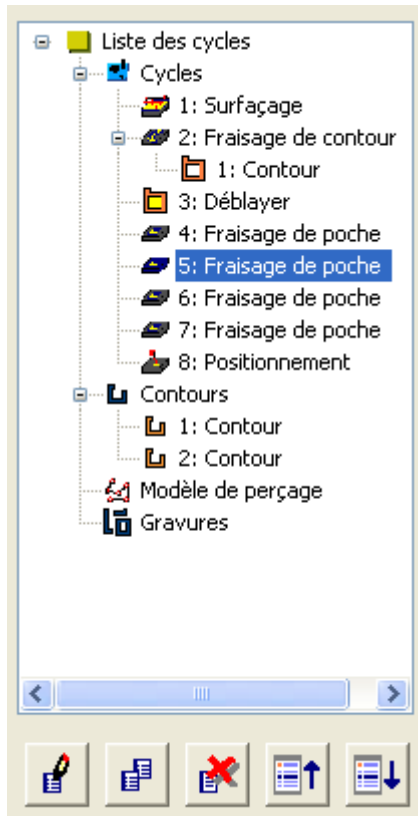 Liste des cycles
Cycles
1: Surfaçage
2: Fraisage de contour
1: Contour
3: Déblayer
4: Fraisage de poche
5: Fraisage de poche
6: Fraisage de poche
7: Fraisage de poche
8: Positionnement
Contours
1: Contour
2: Contour
Modèle de perçage
Gravures